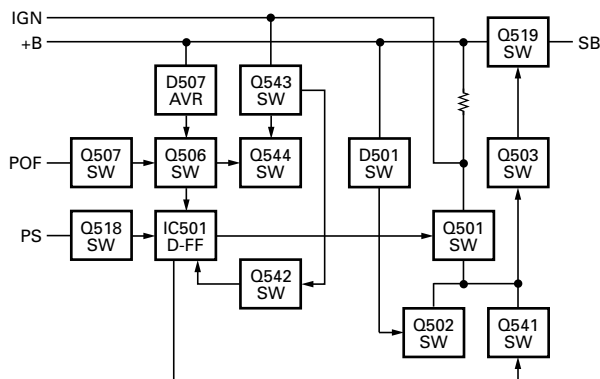 IGN
+B
Q519
SW
SB
D507
AVR
Q543
SW
POF
Q507
SW
Q506
SW
Q544
SW
D501
SW
Q503
SW
PS
Q518
SW
IC501
D-FF
Q501
SW
Q542
SW
Q502
SW
Q541
SW